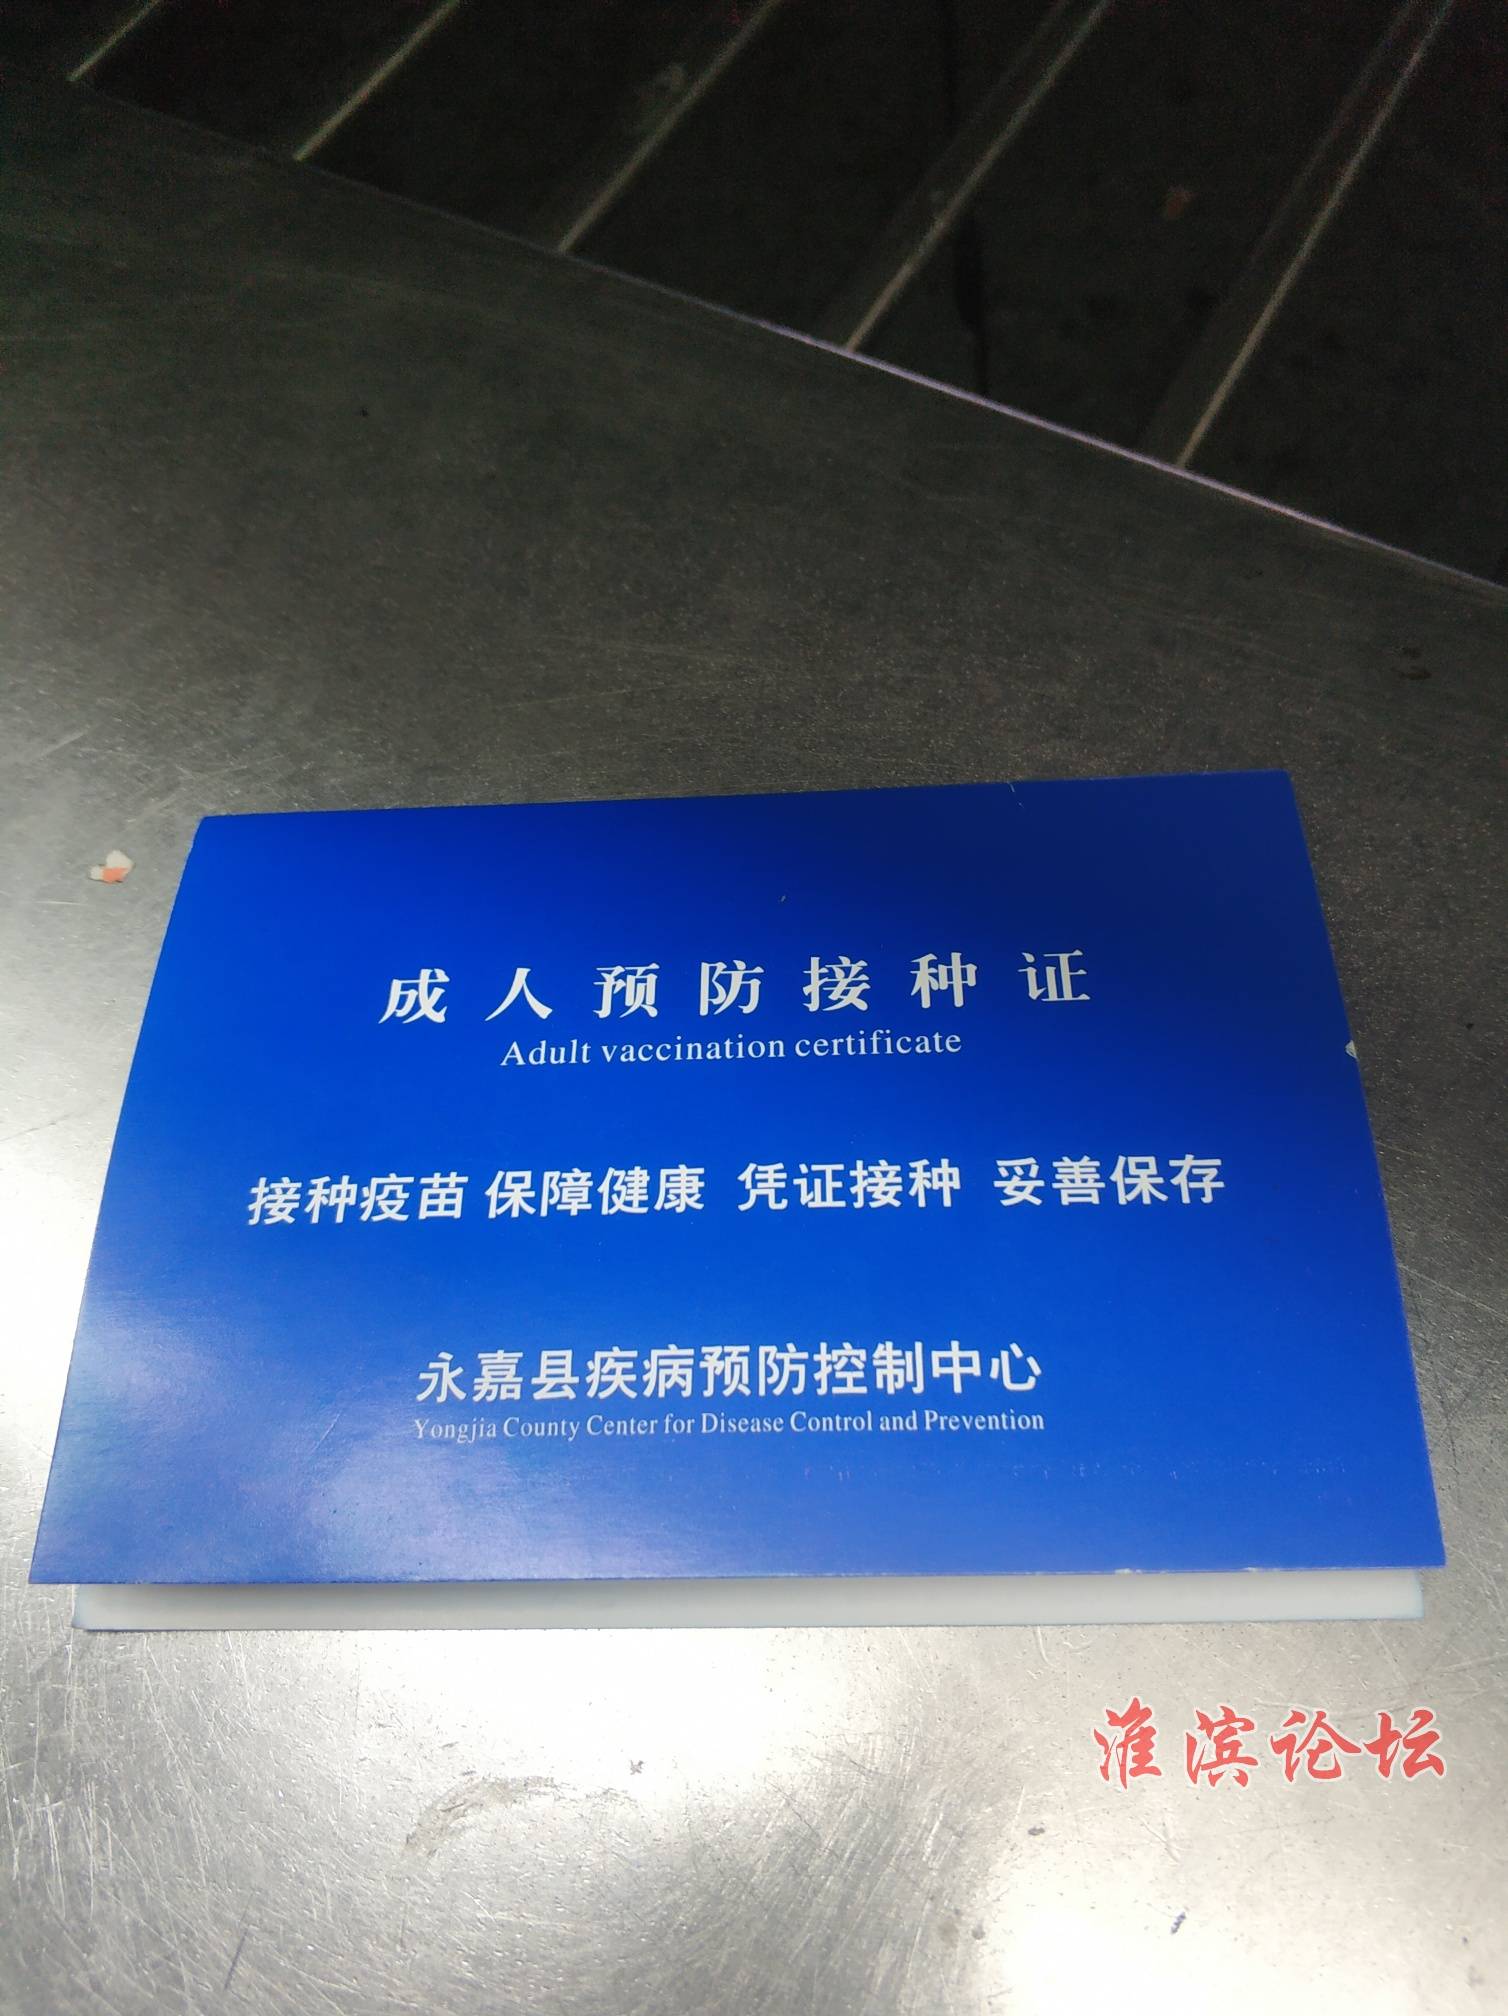 成人预防接种证
Adult vaccination certificate
接种疫苗 保障健康 凭证接种 妥善保存
永嘉县疾病预防控制中心
Yongjia County Center for Disease Control and Prevention
淮滨论坛